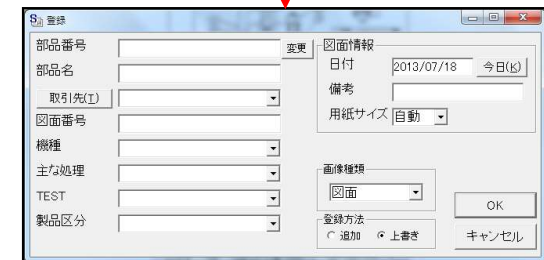 登録
部品番号
変更
部品名
取引先(T)
図面番号
機種
主な処理
TEST
製品区分
図面情報
日付
2013/07/18
今日(K)
備考
用紙サイズ
自動
画像種類
図面
登録方法
追加
上書き
OK
キャンセル